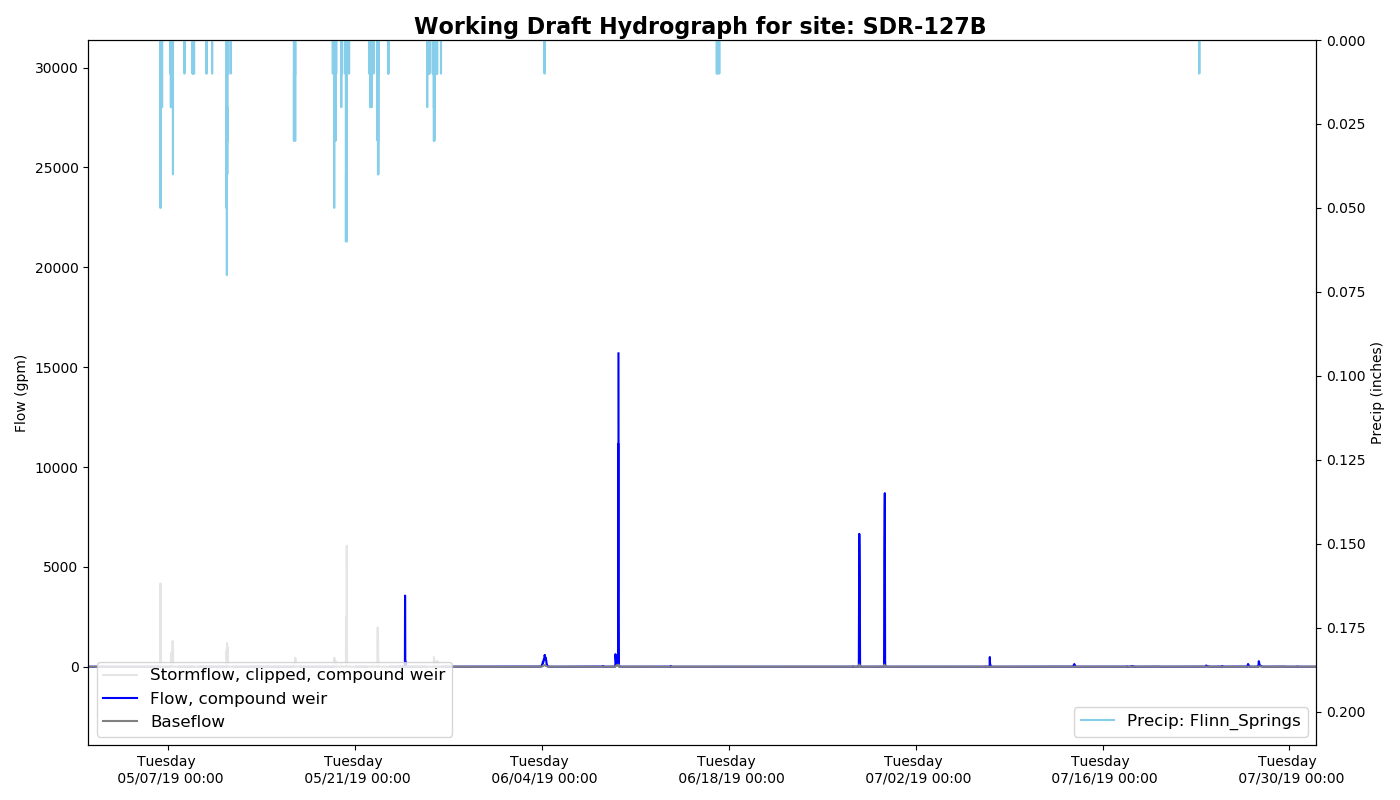 Working Draft Hydrograph for site: SDR-127B
30000
25000
20000
15000
10000
5000
0
Flow (gpm)
0.000
0.025
0.050
0.075
0.100
0.125
0.150
0.175
0.200
Precip (inches)
Stormflow, clipped, compound weir
Flow, compound weir
Baseflow
Precip: Flinn_Springs
Tuesday
05/07/19 00:00
Tuesday
05/21/19 00:00
Tuesday
06/04/19 00:00
Tuesday
06/18/19 00:00
Tuesday
07/02/19 00:00
Tuesday
07/16/19 00:00
Tuesday
07/30/19 00:00